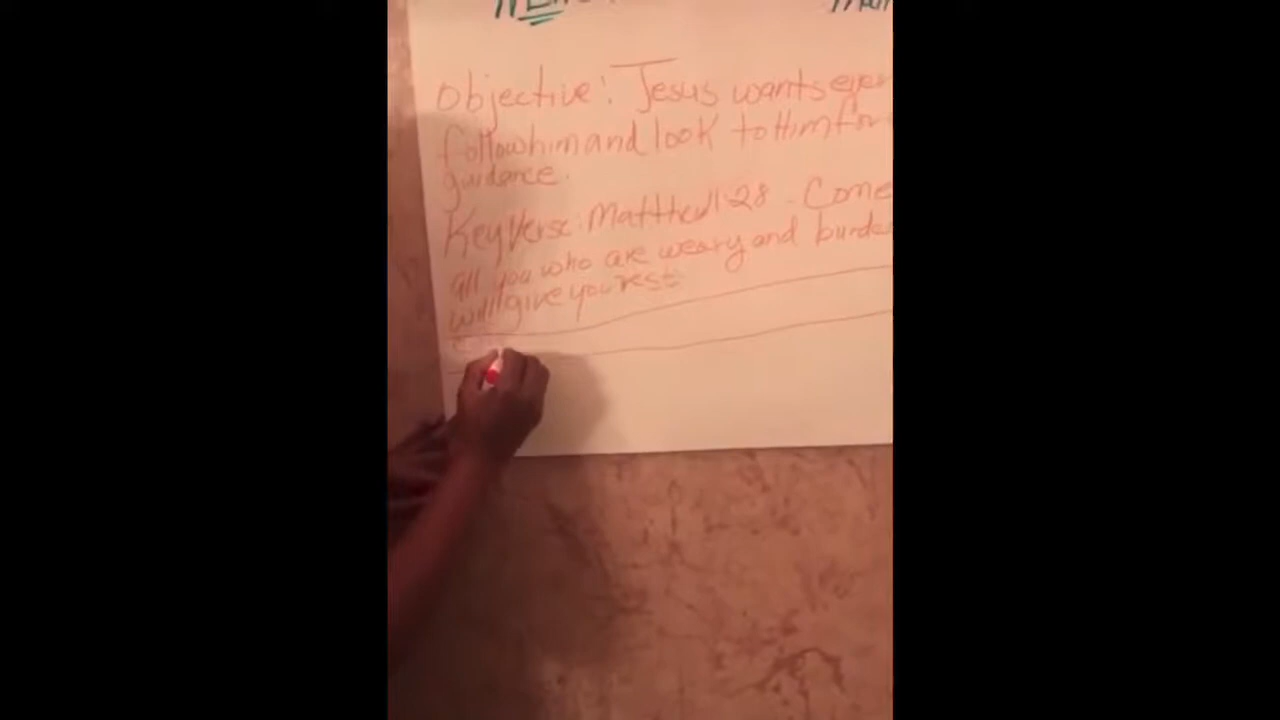 Objective: Jesus wants
follow him and look to Him for
guidance.
Key Verse: Matthew 11:28. Come
all you who are weary and
will give you rest